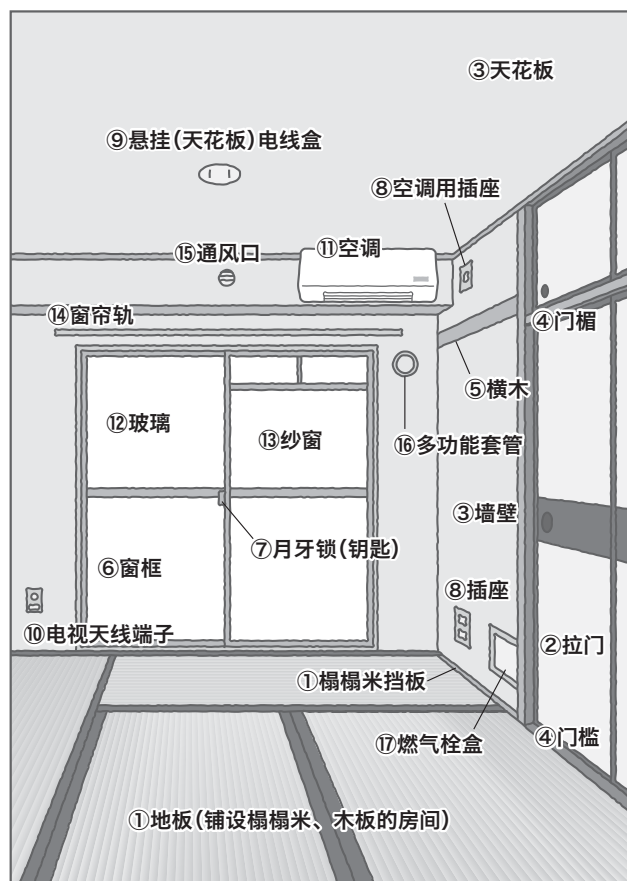 ③天花板
⑨悬挂(天花板)电线盒
⑧空调用插座
⑮通风口
⑪空调
⑭窗帘轨
④门楣
⑤横木
⑫玻璃
⑬纱窗
⑯多功能套管
③墙壁
⑦月牙锁(钥匙)
⑥窗框
⑧插座
⑩电视天线端子
②拉门
①榻榻米挡板
⑰燃气栓盒
④门槛
①地板(铺设榻榻米、木板的房间)